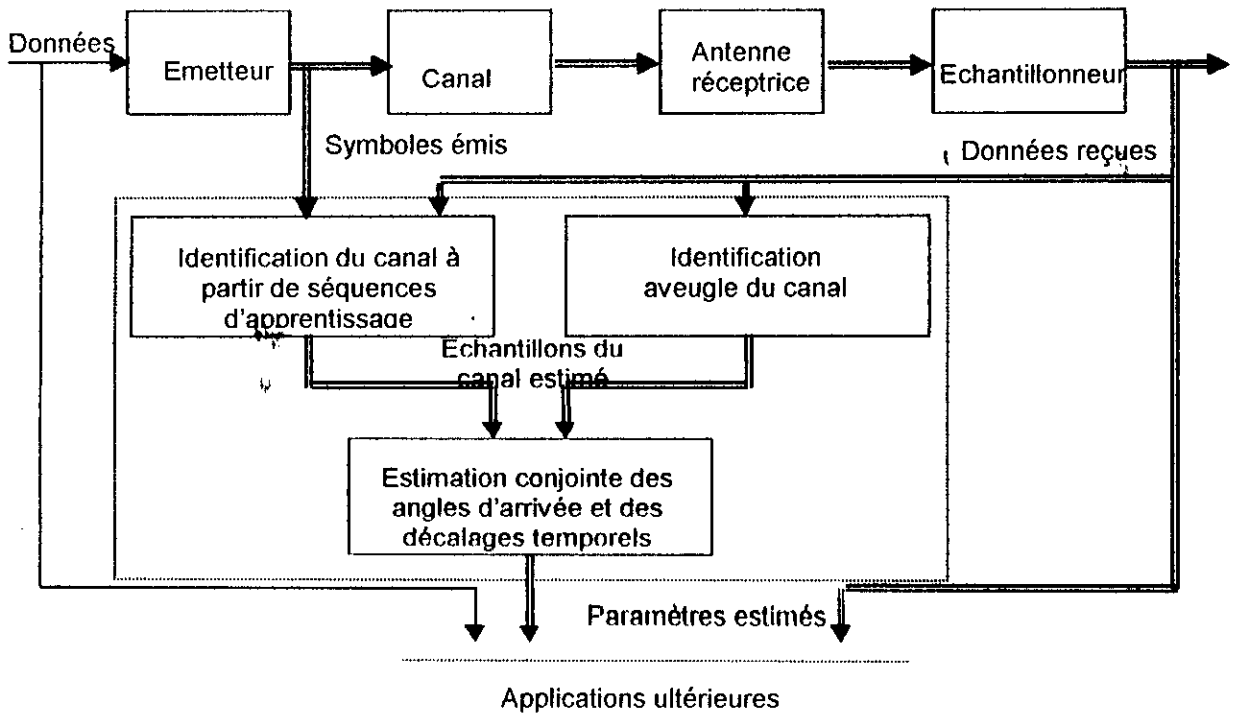 Données
Emetteur
Canal
Antenne
réceptrice
Echantillonneur
Symboles émis
Données reçues
Identification du canal à
partir de séquences
d'apprentissage
Identification
aveugle du canal
Echantillons du
canal estimé
Estimation conjointe des
angles d'arrivée et des
décalages temporels
Paramètres estimés
Applications ultérieures